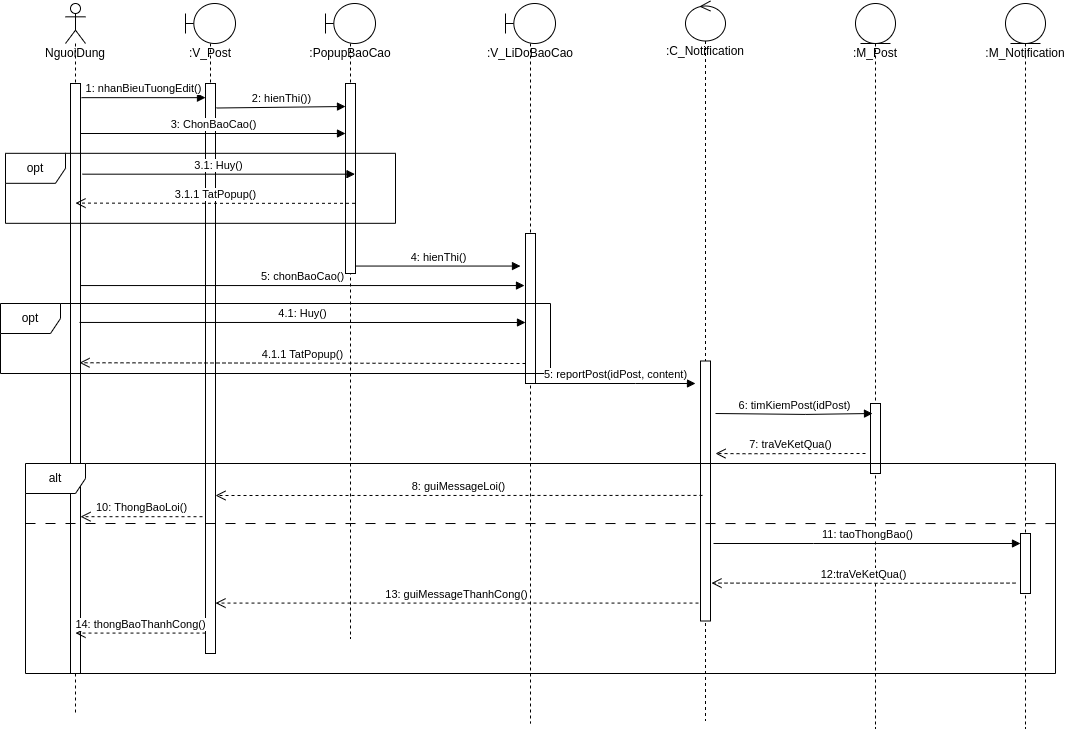 NguoiDung
:V_Post
:PopupBaoCao
:V_LiDoBaoCao
:C_Notification
:M_Post
:M_Notification
1: nhanBieuTuongEdit()
2: hienThi())
3: ChonBaoCao()
opt
3.1: Huy()
3.1.1 TatPopup()
4: hienThi()
5: chonBaoCao()
opt
4.1: Huy()
4.1.1 TatPopup()
5: reportPost(idPost, content)
6: timKiemPost(idPost)
7: traVeKetQua()
alt
8: guiMessageLoi()
10: ThongBaoLoi()
11: taoThongBao()
12:traVeKetQua()
13: guiMessageThanhCong()
14: thongBaoThanhCong()